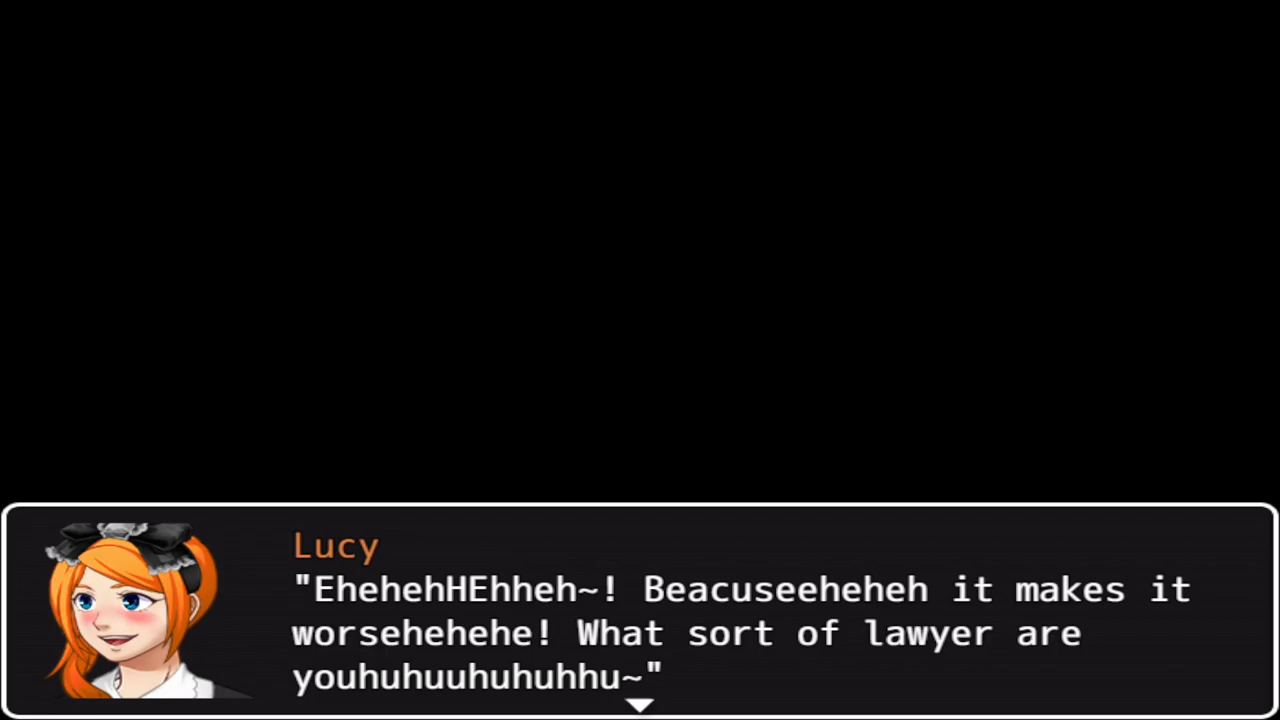 Lucy
"EhehehHEhheh~! Beacuseeheheh it makes it
worsehehehe! What sort of lawyer are
youhuhuuhuhuhhu~"